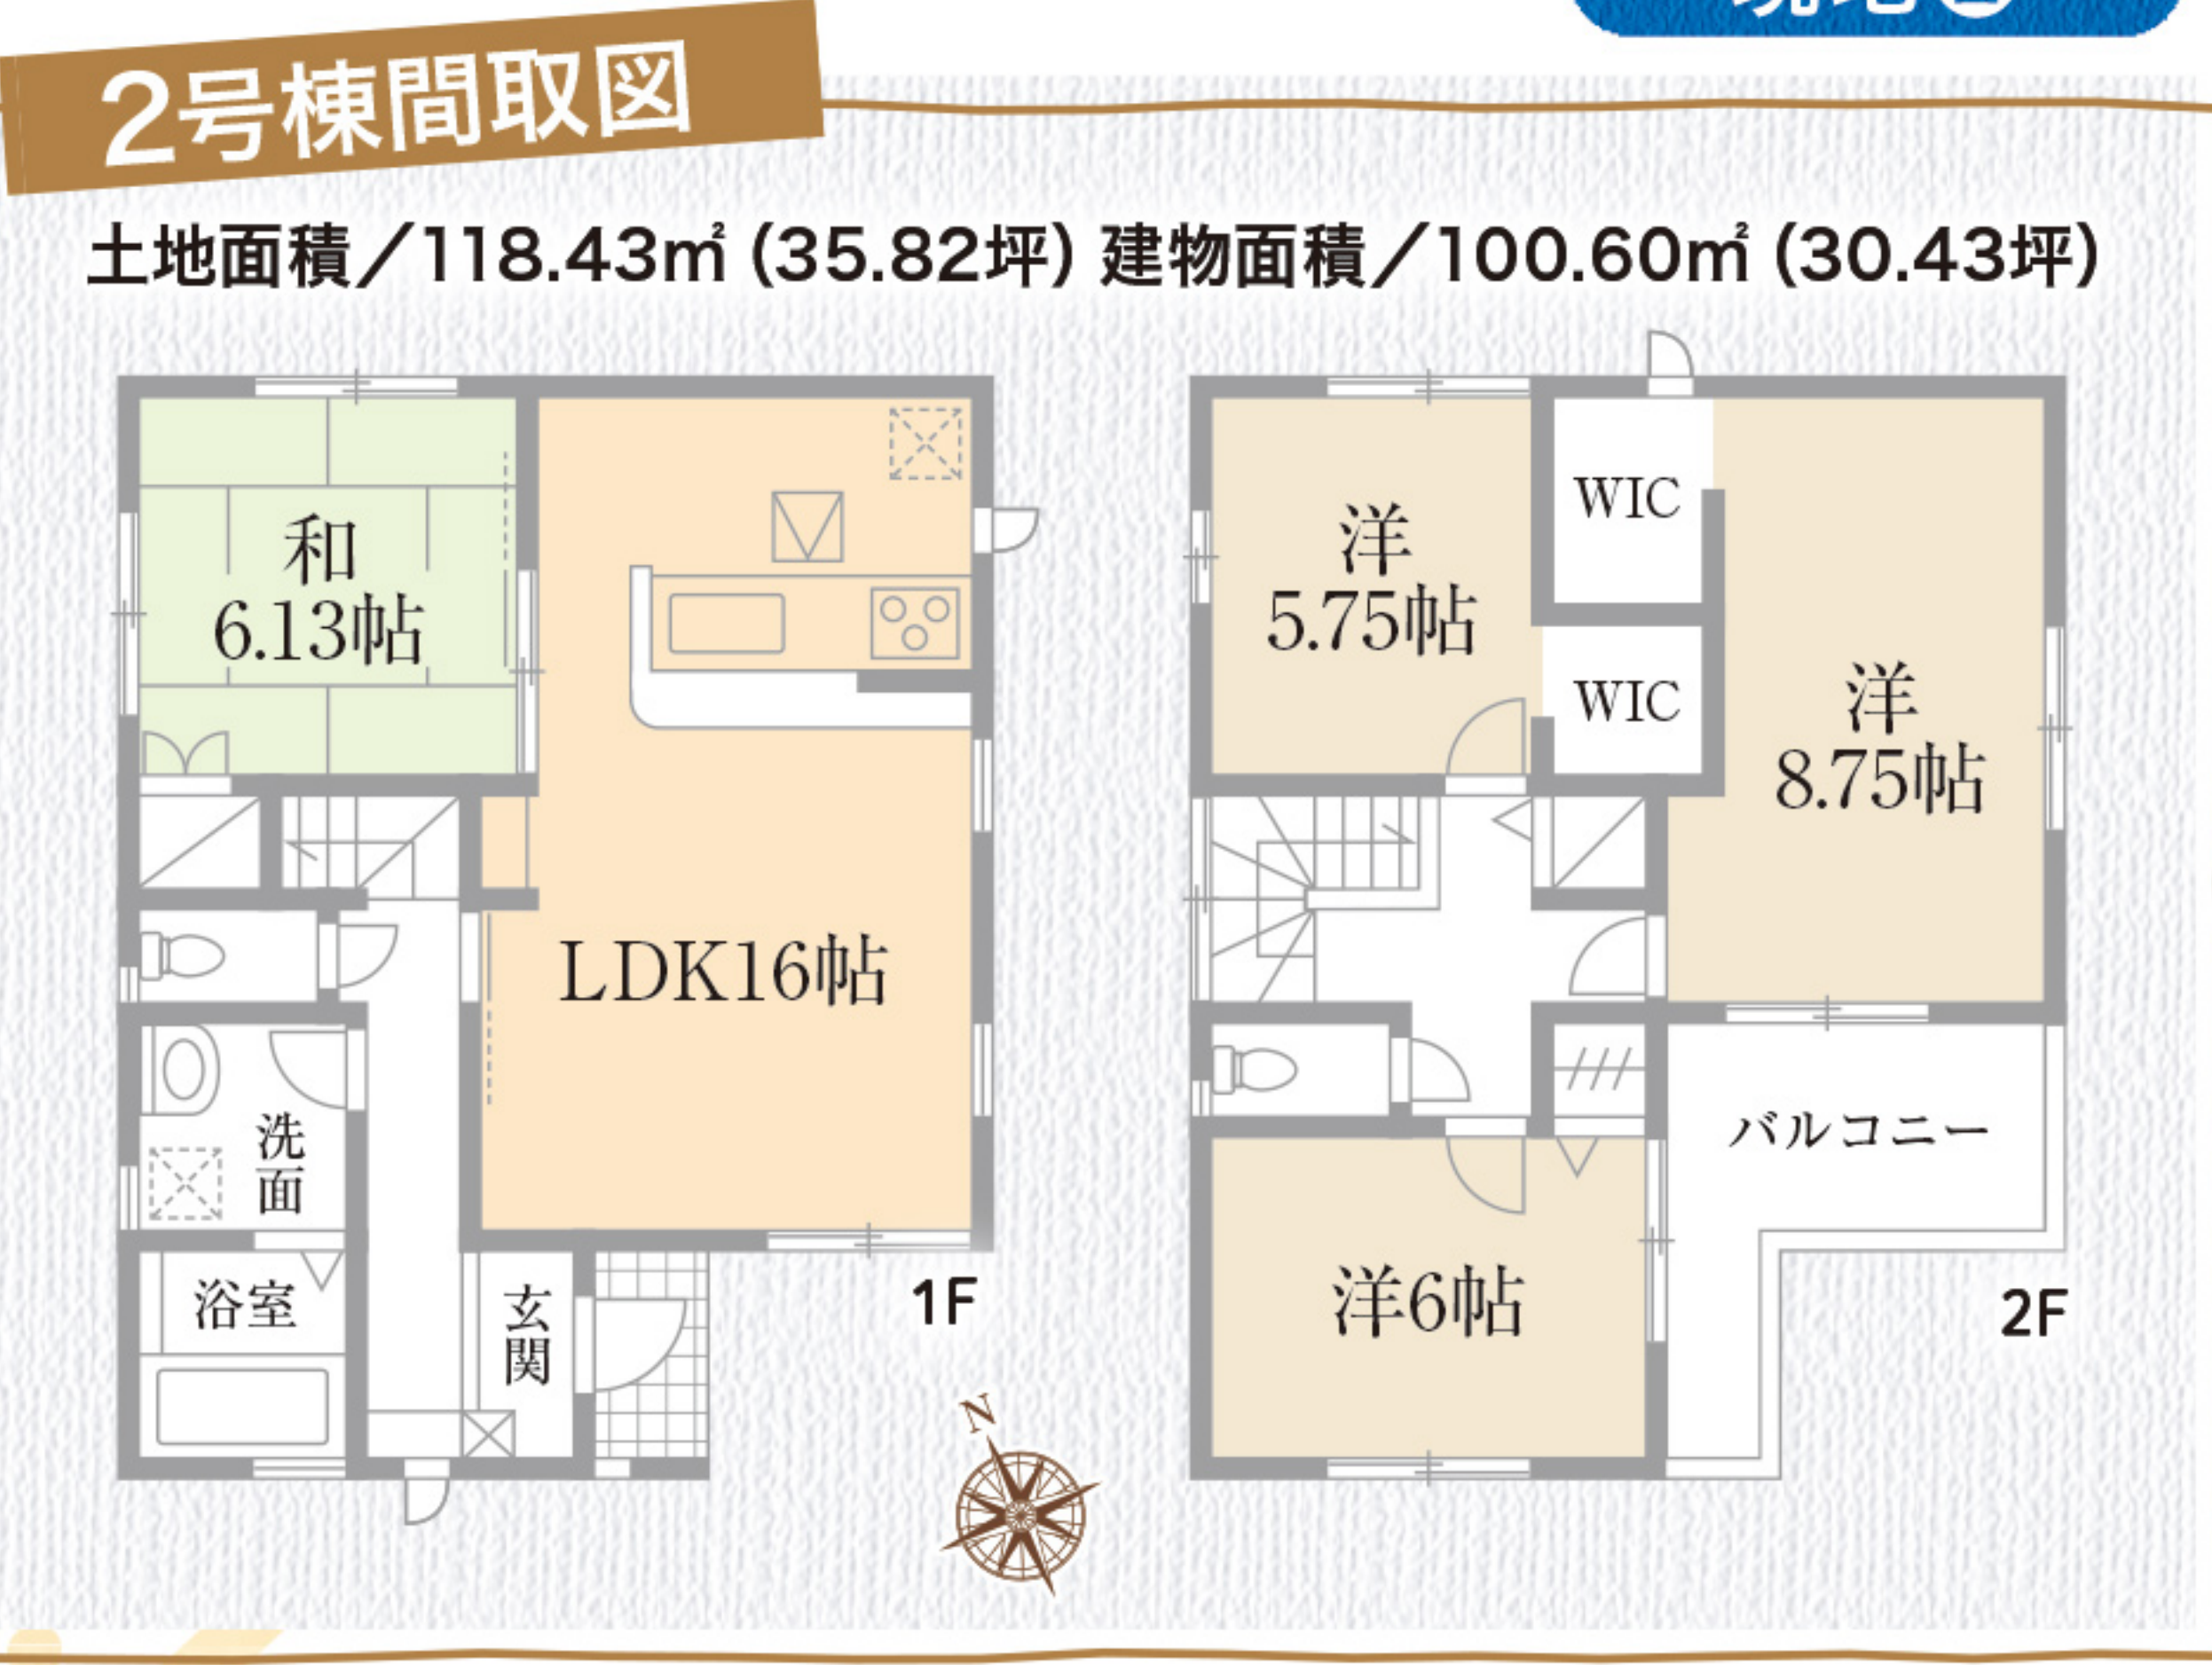 2号棟間取図
土地面積／118.43㎡（35.82坪）建物面積／100.60㎡（30.43坪）
和
6.13帖
LDK16帖
洗面
浴室
玄関
1F
N
洋
5.75帖
WIC
WIC
洋
8.75帖
バルコニー
洋6帖
2F